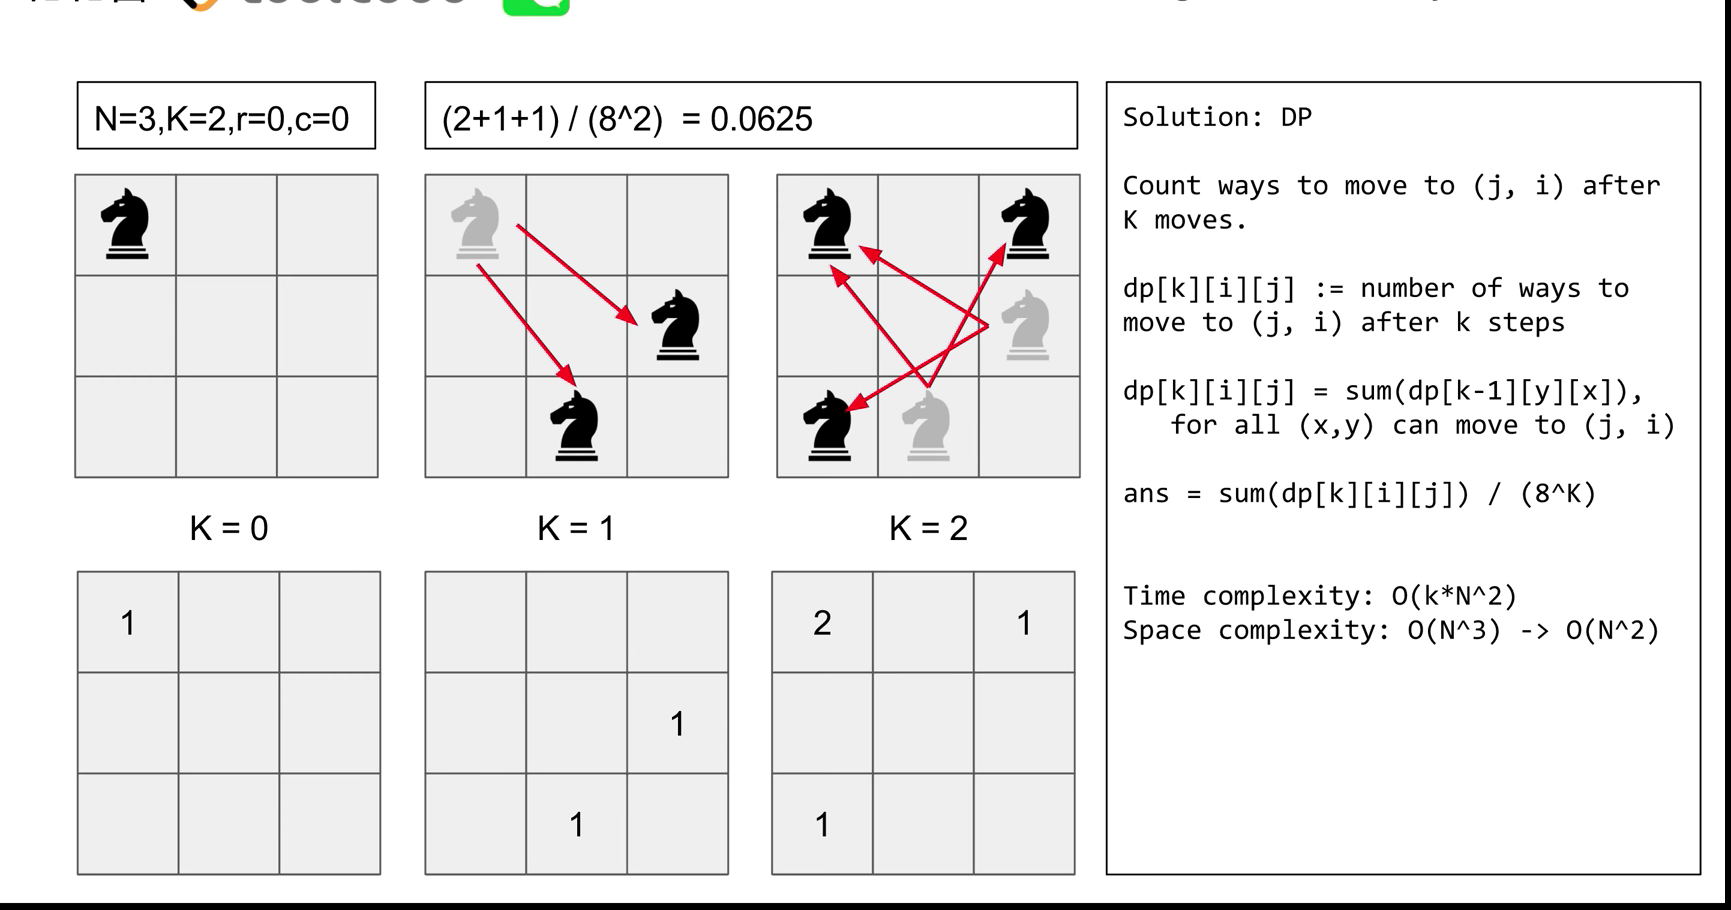 N=3,K=2,r=0,c=0
(2+1+1) / (8^2) = 0.0625
K = 0
K = 1
K = 2
1
1
1
2 1
1
Solution: DP
Count ways to move to (j, i) after
K moves.
dp[k][i][j] := number of ways to
move to (j, i) after k steps
dp[k][i][j] = sum(dp[k-1][y][x]),
for all (x,y) can move to (j, i)
ans = sum(dp[k][i][j]) / (8^K)
Time complexity: O(k*N^2)
Space complexity: O(N^3) -> O(N^2)